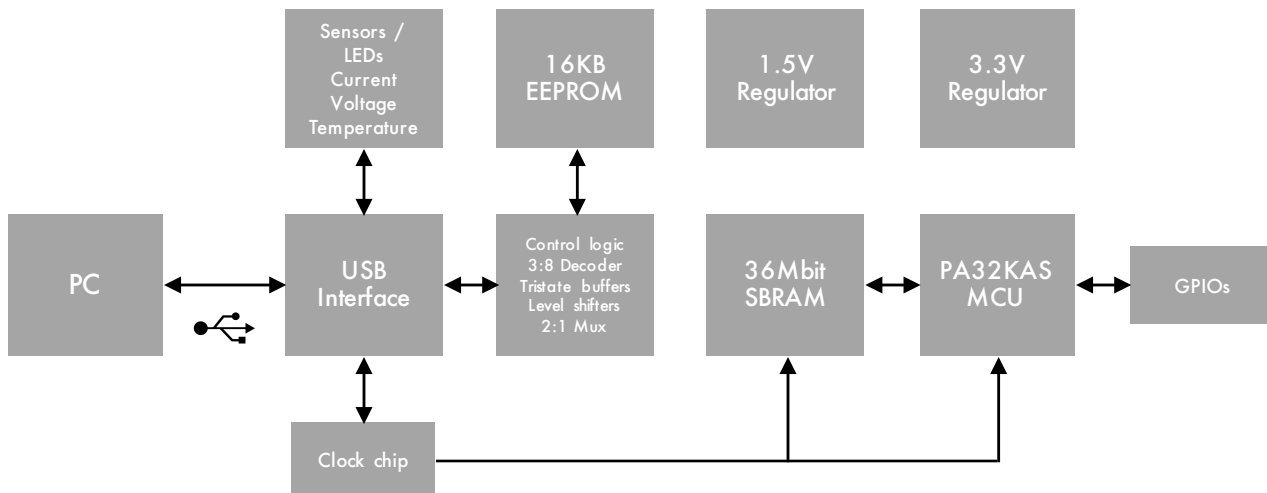 Sensors /
LEDs
Current
Voltage
Temperature
16KB
EEPROM
1.5V
Regulator
3.3V
Regulator
PC
USB
Interface
Control logic
3:8 Decoder
Tristate buffers
Level shifters
2:1 Mux
36Mbit
SBRAM
PA32KAS
MCU
GPIOs
Clock chip